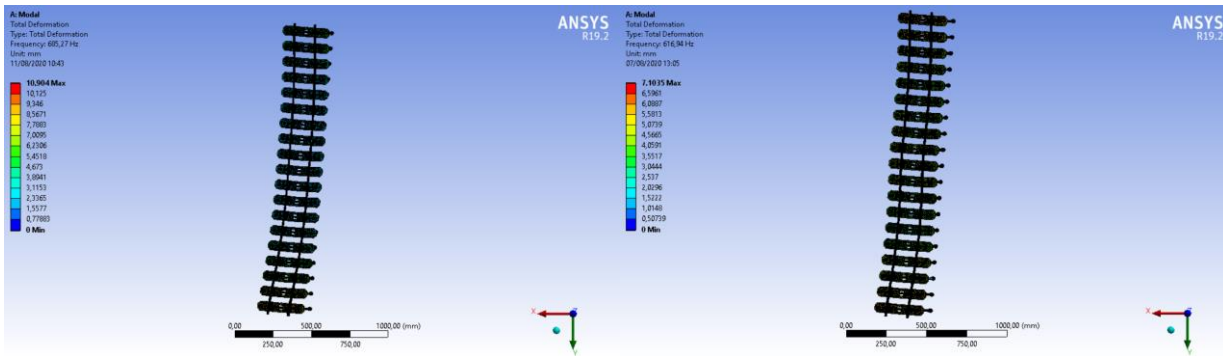 A: Modal
Total Deformation
Type: Total Deformation
Frequency: 605,27 Hz
Unit: mm
11/08/2020 10:43
10,904 Max
10,125
9,346
8,5671
7,7883
7,0095
6,2306
5,4518
4,673
3,8941
3,1153
2,3365
1,5577
0,77883
0 Min
ANSYS
R19.2
0,00
500,00
1000,00 (mm)
250,00
750,00
X
Y
A: Modal
Total Deformation
Type: Total Deformation
Frequency: 616,94 Hz
Unit: mm
07/08/2020 13:05
7,1035 Max
6,5961
6,0887
5,5813
5,0739
4,5665
4,0591
3,5517
3,0444
2,537
2,0296
1,5222
1,0148
0,50739
0 Min
ANSYS
R19.2
0,00
500,00
1000,00 (mm)
250,00
750,00
X
Y